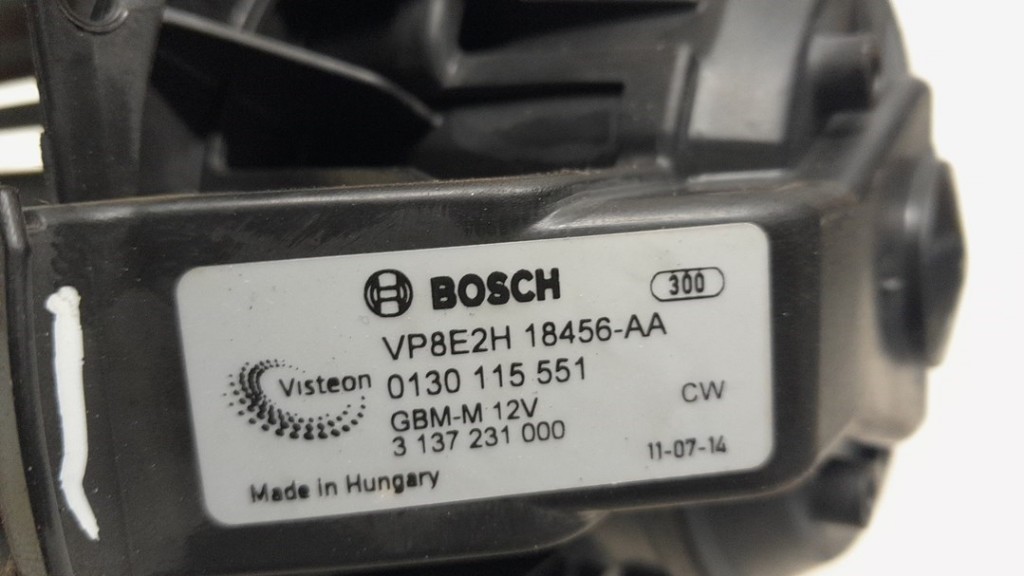 BOSCH 300
VP8E2H 18456-AA
Visteon 0130 115 551
GBM-M 12V CW
3 137 231 000
11-07-14
Made in Hungary